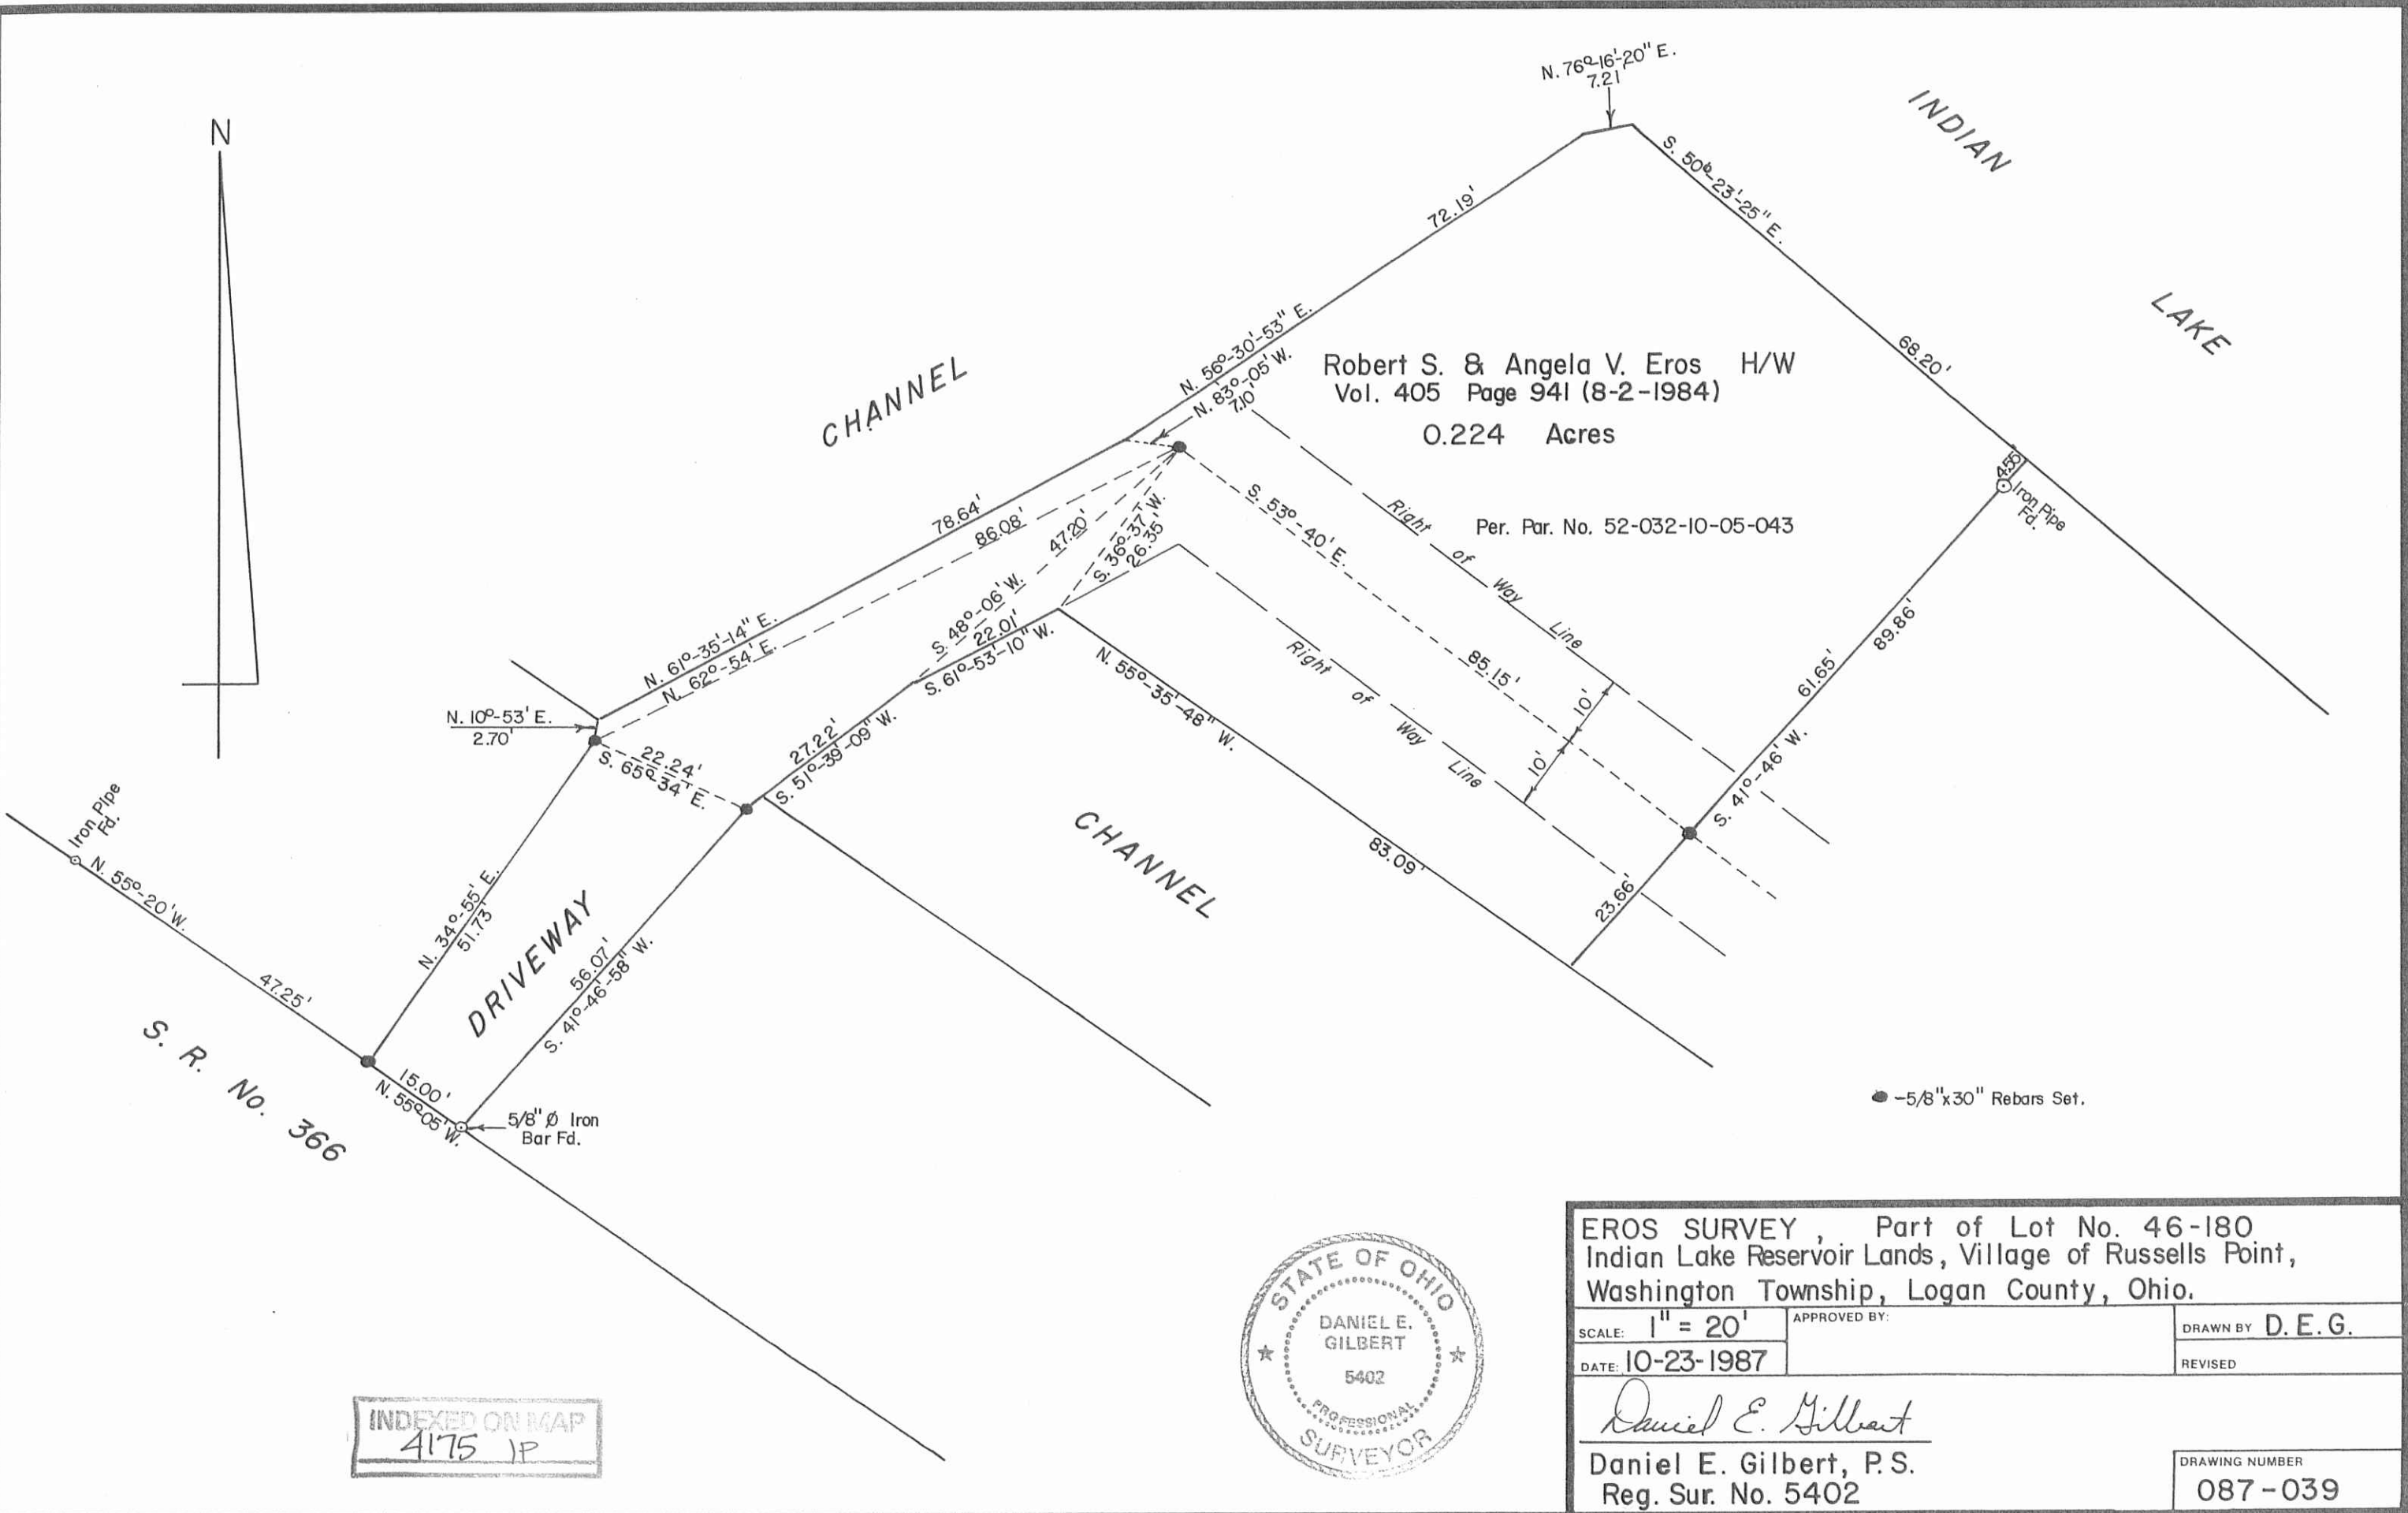 N
N. 76°-16'-20" E.
7.21'
INDIAN
LAKE
S. 50°-23'-25" E.
68.20'
72.19'
N. 56°-30'-53" E.
N. 83°-05' W.
7.10'
CHANNEL
Robert S. & Angela V. Eros H/W
Vol. 405 Page 941 (8-2-1984)
0.224 Acres
Per. Par. No. 52-032-10-05-043
4.55'
Iron Pipe
Fd.
78.64'
86.08'
47.20'
S. 36°-37' W.
26.35'
S. 53°-40' E.
85.15'
Right of Way Line
Right of Way Line
10'
10'
89.86'
61.65'
S. 41°-46' W.
23.66'
N. 61°-35'-14" E.
N. 62°-54' E.
S. 48°-06' W.
22.01'
S. 61°-53'-10" W.
N. 55°-35'-48" W.
83.09'
N. 10°-53' E.
2.70'
22.24'
S. 65°-34' E.
27.22'
S. 51°-39'-09" W.
CHANNEL
Iron Pipe
Fd.
N. 55°-20' W.
47.25'
N. 34°-55' E.
51.73'
DRIVEWAY
56.07'
S. 41°-46'-58" W.
S. R. No. 366
15.00'
N. 55°-05' W.
5/8" Ø Iron
Bar Fd.
-5/8"x30" Rebars Set.
INDEXED ON MAP
4175 1P
STATE OF OHIO
DANIEL E.
GILBERT
5402
PROFESSIONAL
SURVEYOR
EROS SURVEY , Part of Lot No. 46-180
Indian Lake Reservoir Lands, Village of Russells Point,
Washington Township, Logan County, Ohio.
SCALE: 1" = 20'
APPROVED BY:
DRAWN BY D. E. G.
DATE: 10-23-1987
REVISED
Daniel E. Gilbert
Daniel E. Gilbert, P. S.
Reg. Sur. No. 5402
DRAWING NUMBER
087-039